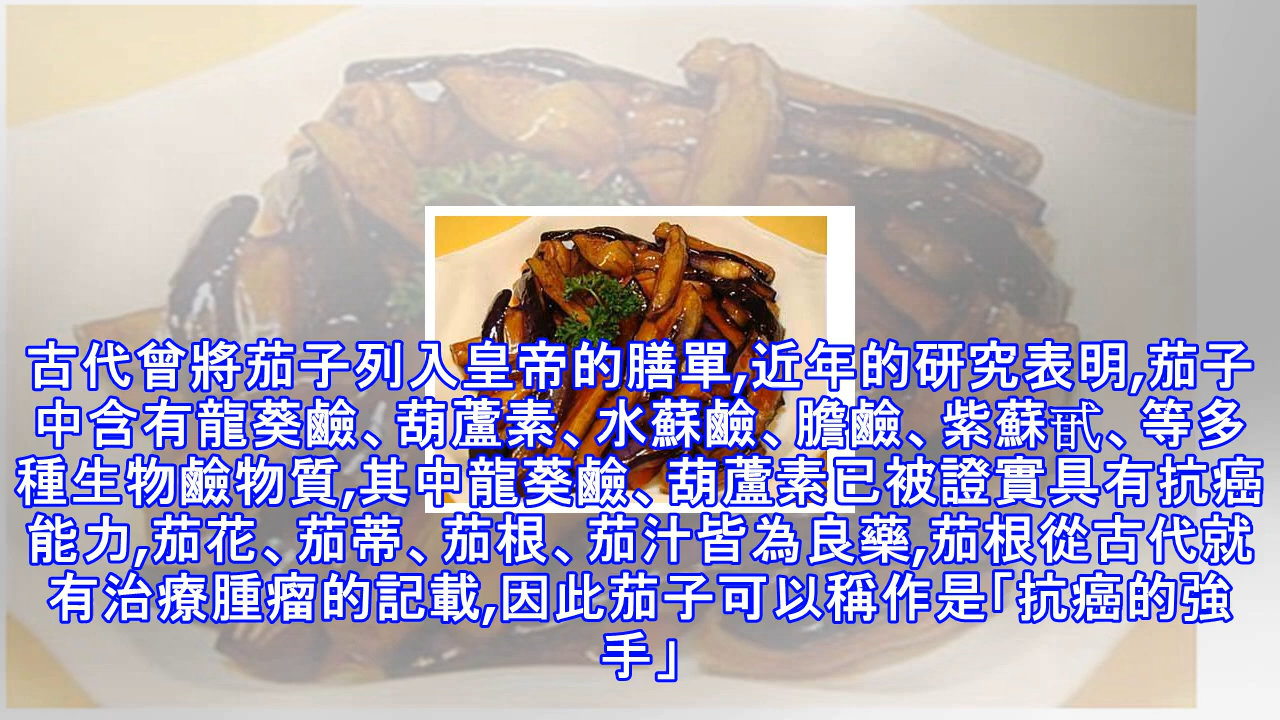 古代曾將茄子列入皇帝的膳單,近年的研究表明,茄子
中含有龍葵鹼、葫蘆素、水蘇鹼、膽鹼、紫蘇甙、等多
種生物鹼物質,其中龍葵鹼、葫蘆素已被證實具有抗癌
能力,茄花、茄蒂、茄根、茄汁皆為良藥,茄根從古代就
有治療腫瘤的記載,因此茄子可以稱作是「抗癌的強
手」